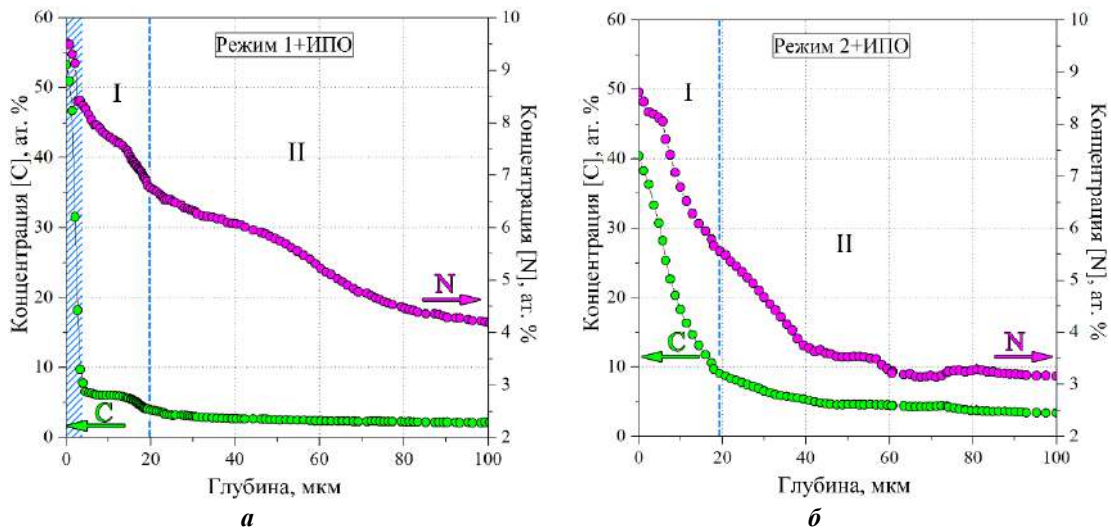 Режим 1+ИПО
I
II
N
C
Концентрация [C], ат. %
60
50
40
30
20
10
0
Концентрация [N], ат. %
10
9
8
7
6
5
4
3
2
0 20 40 60 80 100
Глубина, мкм
а
Режим 2+ИПО
I
II
N
C
Концентрация [C], ат. %
60
50
40
30
20
10
0
Концентрация [N], ат. %
10
9
8
7
6
5
4
3
2
0 20 40 60 80 100
Глубина, мкм
б